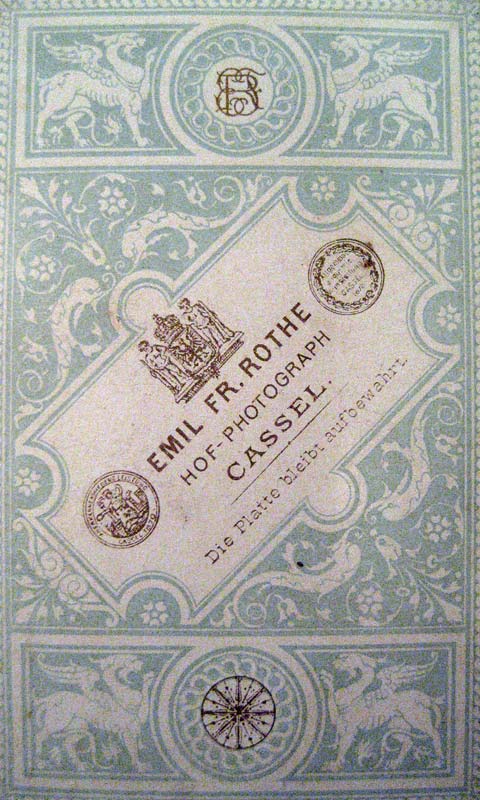 EMIL FR. ROTHE
HOF-PHOTOGRAPH
CASSEL.
Die Platte bleibt aufbewahrt.